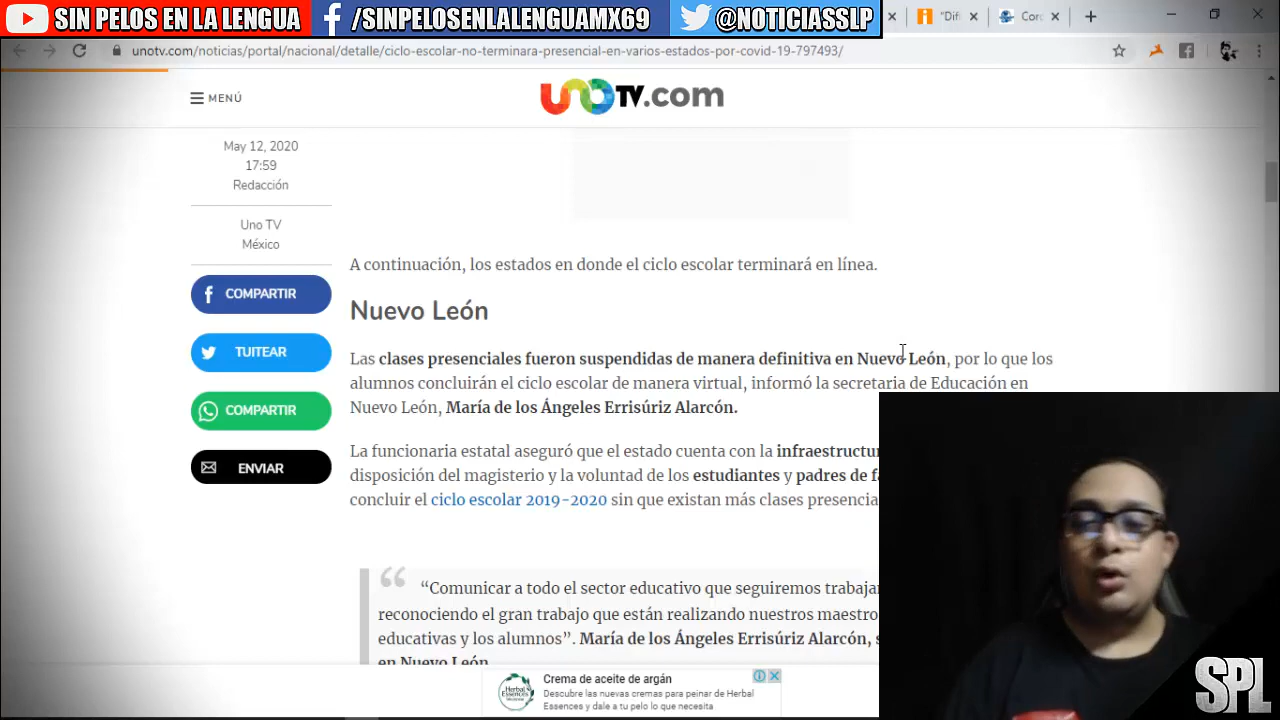 SIN PELOS EN LA LENGUA /SINPELOSENLALENGUAMX69 @NOTICIASSLP
"Difi Corc
unotv.com/noticias/portal/nacional/detalle/ciclo-escolar-no-terminara-presencial-en-varios-estados-por-covid-19-797493/
MENÚ
unoTV.com
May 12, 2020
17:59
Redacción
Uno TV
México
COMPARTIR
TUITEAR
COMPARTIR
ENVIAR
A continuación, los estados en donde el ciclo escolar terminará en línea.
Nuevo León
Las clases presenciales fueron suspendidas de manera definitiva en Nuevo León, por lo que los
alumnos concluirán el ciclo escolar de manera virtual, informó la secretaria de Educación en
Nuevo León, María de los Ángeles Errisúriz Alarcón.
La funcionaria estatal aseguró que el estado cuenta con la infraestructu
disposición del magisterio y la voluntad de los estudiantes y padres de fa
concluir el ciclo escolar 2019-2020 sin que existan más clases presencia
“Comunicar a todo el sector educativo que seguiremos trabajan
reconociendo el gran trabajo que están realizando nuestros maestro
educativas y los alumnos”. María de los Ángeles Errisúriz Alarcón, s
en Nuevo León
Herbal Essences
Crema de aceite de argán
Descubre las nuevas cremas para peinar de Herbal
Essences y dale a tu pelo lo que necesita
SPL